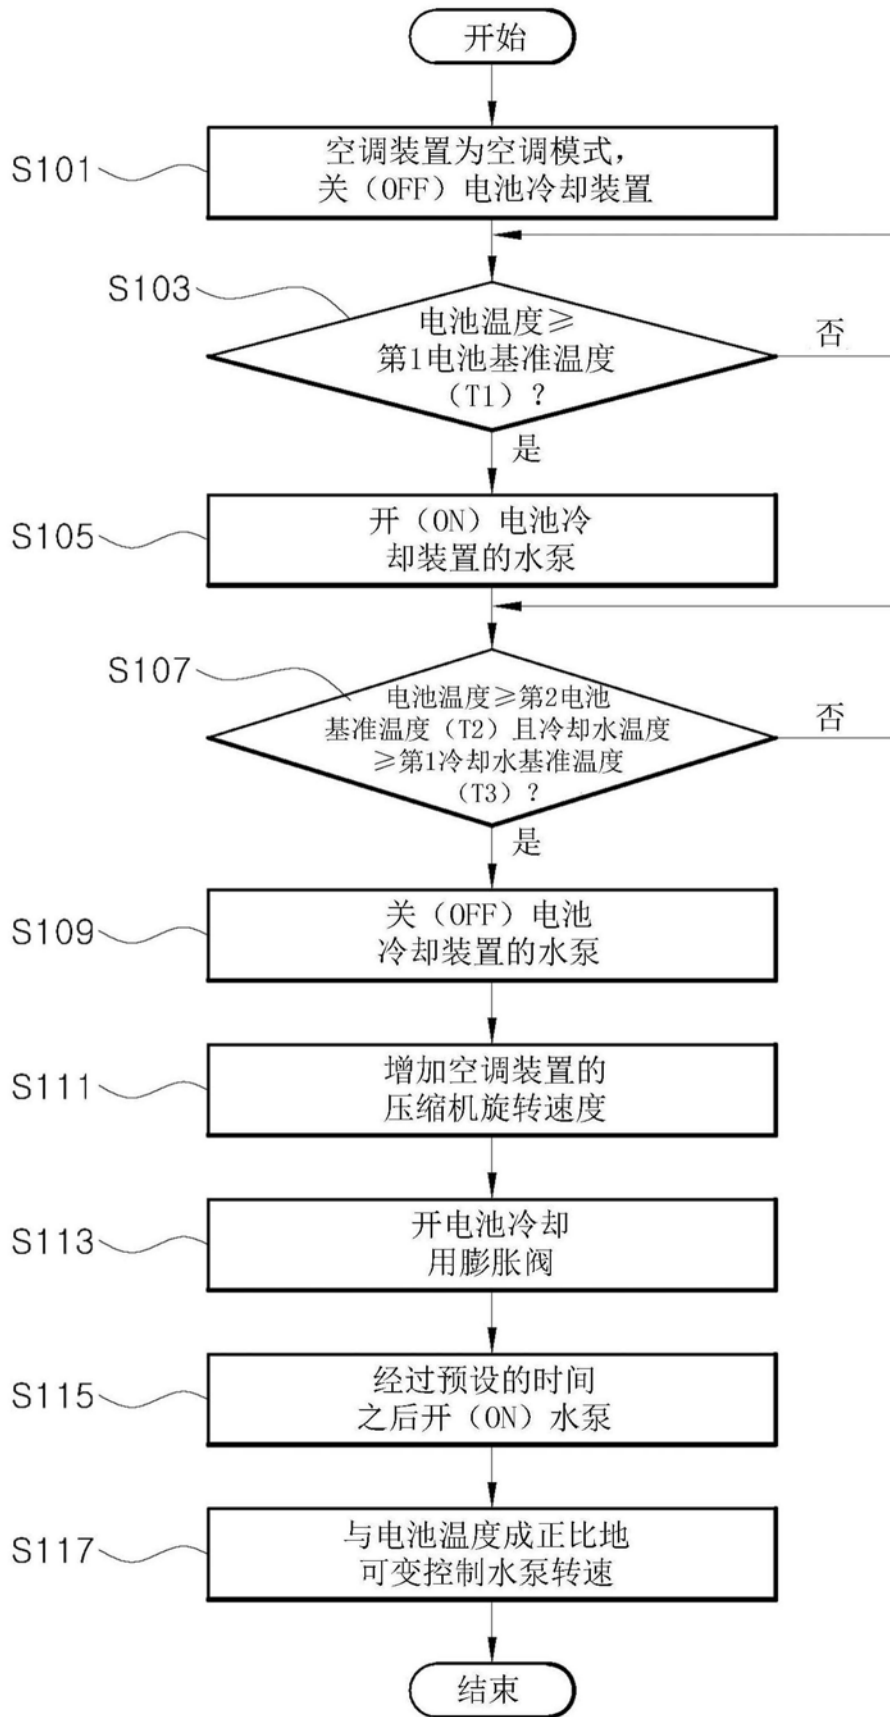 开始
S101
空调装置为空调模式，
关（OFF）电池冷却装置
S103
电池温度≥
第1电池基准温度
（T1）？
否
是
S105
开（ON）电池冷
却装置的水泵
S107
电池温度≥第2电池
基准温度（T2）且冷却水温度
≥第1冷却水基准温度
（T3）？
否
是
S109
关（OFF）电池
冷却装置的水泵
S111
增加空调装置的
压缩机旋转速度
S113
开电池冷却
用膨胀阀
S115
经过预设的时间
之后开（ON）水泵
S117
与电池温度成正比地
可变控制水泵转速
结束